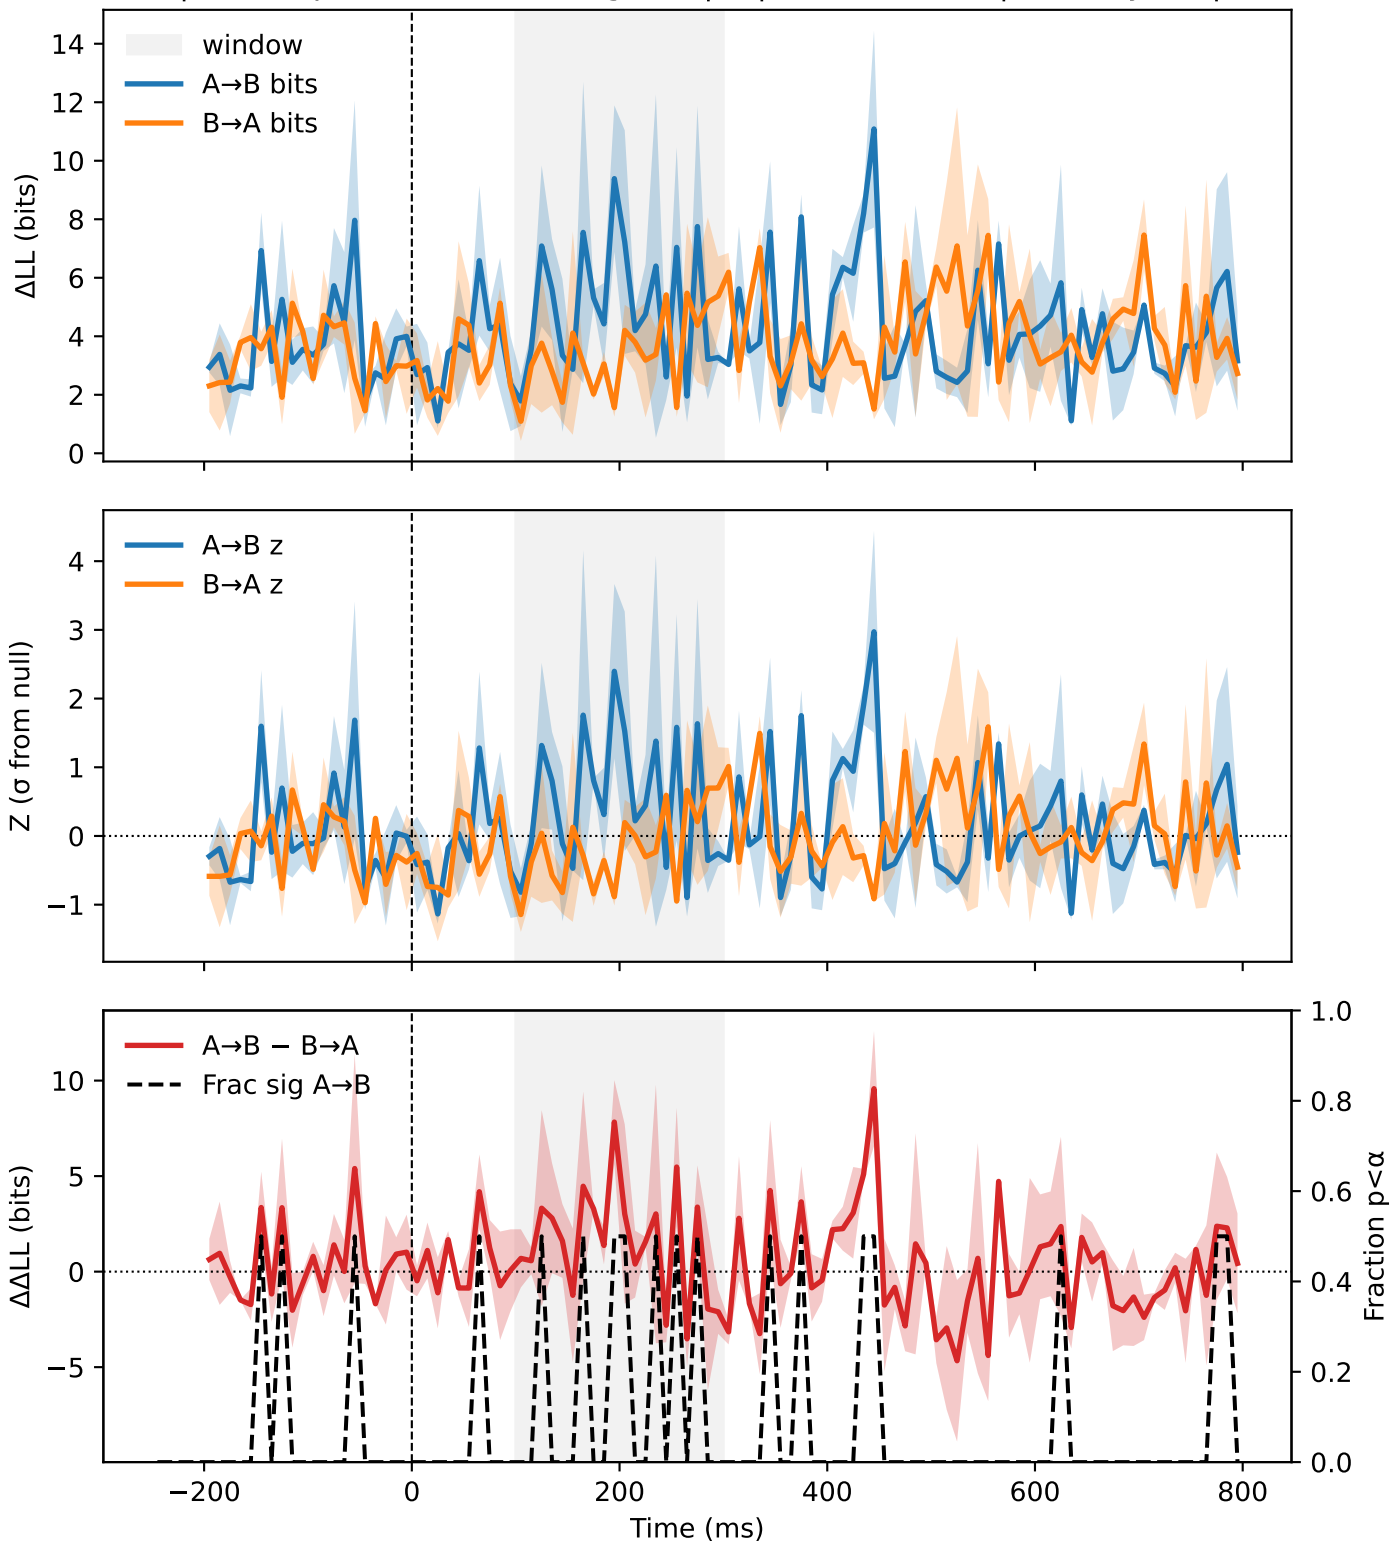 14
12
10
8
6
4
2
0
ΔLL (bits)
window
A→B bits
B→A bits
4
3
2
1
0
−1
Z (σ from null)
A→B z
B→A z
10
5
0
−5
ΔΔLL (bits)
A→B − B→A
Frac sig A→B
1.0
0.8
0.6
0.4
0.2
0.0
Fraction p<α
−200
0
200
400
600
800
Time (ms)